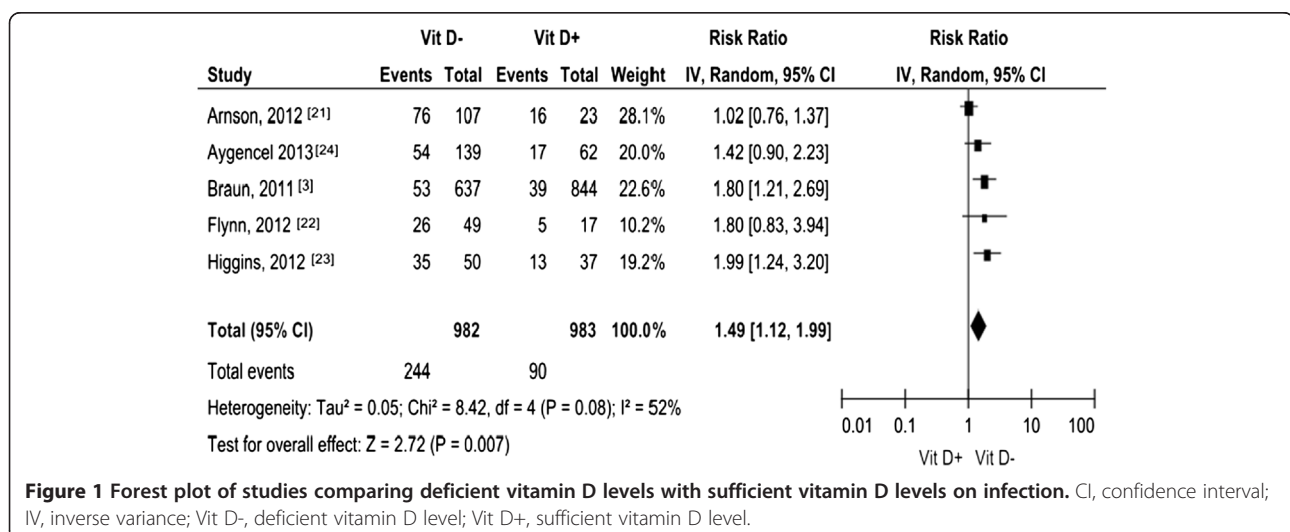 Vit D- Vit D+ Risk Ratio Risk Ratio
Study Events Total Events Total Weight IV, Random, 95% CI IV, Random, 95% CI
Arnson, 2012 [21] 76 107 16 23 28.1% 1.02 [0.76, 1.37]
Aygencel 2013[24] 54 139 17 62 20.0% 1.42 [0.90, 2.23]
Braun, 2011 [3] 53 637 39 844 22.6% 1.80 [1.21, 2.69]
Flynn, 2012 [22] 26 49 5 17 10.2% 1.80 [0.83, 3.94]
Higgins, 2012 [23] 35 50 13 37 19.2% 1.99 [1.24, 3.20]
Total (95% CI) 982 983 100.0% 1.49 [1.12, 1.99]
Total events 244 90
Heterogeneity: Tau² = 0.05; Chi² = 8.42, df = 4 (P = 0.08); I² = 52%
Test for overall effect: Z = 2.72 (P = 0.007)
0.01 0.1 1 10 100
Vit D+ Vit D-
Figure 1 Forest plot of studies comparing deficient vitamin D levels with sufficient vitamin D levels on infection. CI, confidence interval;
IV, inverse variance; Vit D-, deficient vitamin D level; Vit D+, sufficient vitamin D level.